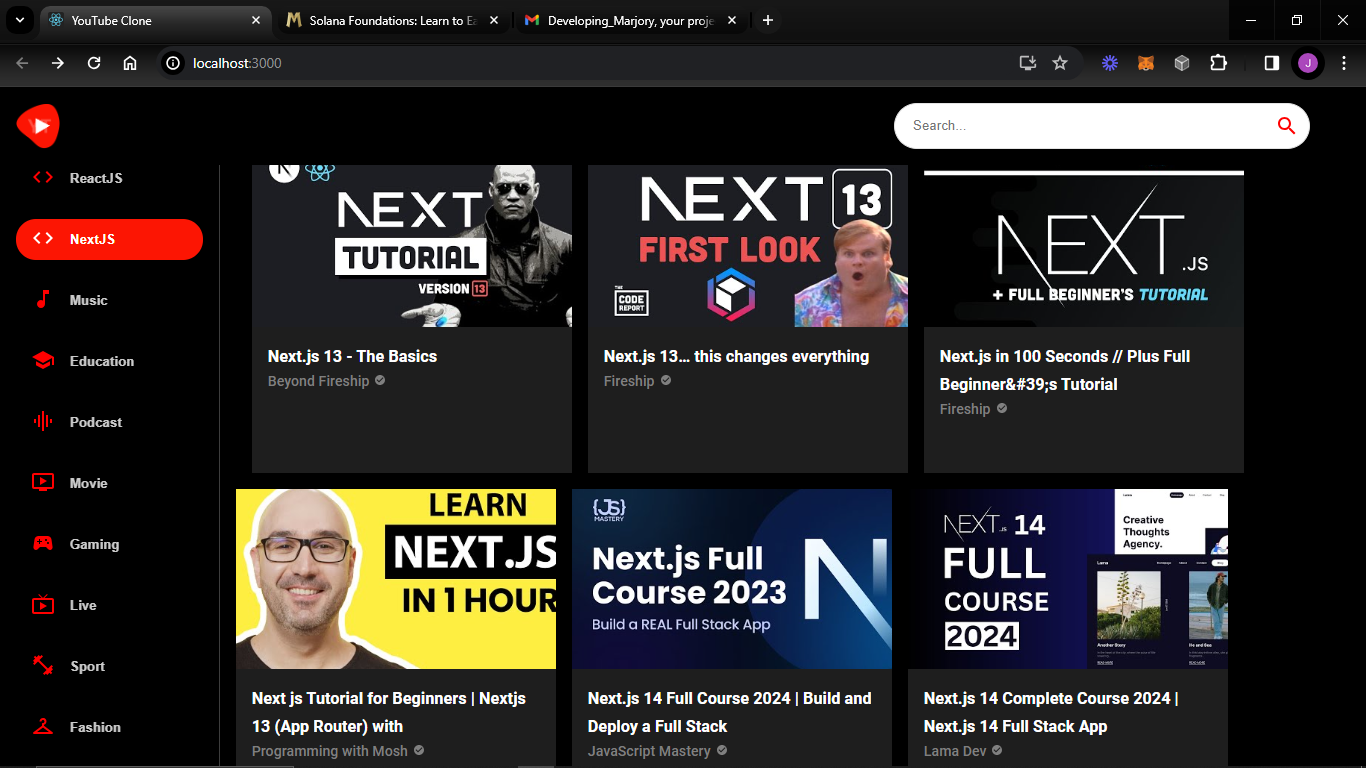 YouTube Clone
Solana Foundations: Learn to Ea
Developing_Marjory, your proje
localhost:3000
J
Search...
ReactJS
NextJS
Music
Education
Podcast
Movie
Gaming
Live
Sport
Fashion
NEXT
TUTORIAL
VERSION 13
Next.js 13 - The Basics
Beyond Fireship
NEXT 13
FIRST LOOK
THE
CODE
REPORT
Next.js 13... this changes everything
Fireship
NEXT.JS
+ FULL BEGINNER'S TUTORIAL
Next.js in 100 Seconds // Plus Full
Beginner&#39;s Tutorial
Fireship
LEARN
NEXT.JS
IN 1 HOUR
Next js Tutorial for Beginners | Nextjs
13 (App Router) with
Programming with Mosh
{JS}
MASTERY
Next.js Full
Course 2023
Build a REAL Full Stack App
N
Next.js 14 Full Course 2024 | Build and
Deploy a Full Stack
JavaScript Mastery
NEXT.JS 14
FULL
COURSE
2024
Creative
Thoughts
Agency.
Lama
Another Story
Next.js 14 Complete Course 2024 |
Next.js 14 Full Stack App
Lama Dev